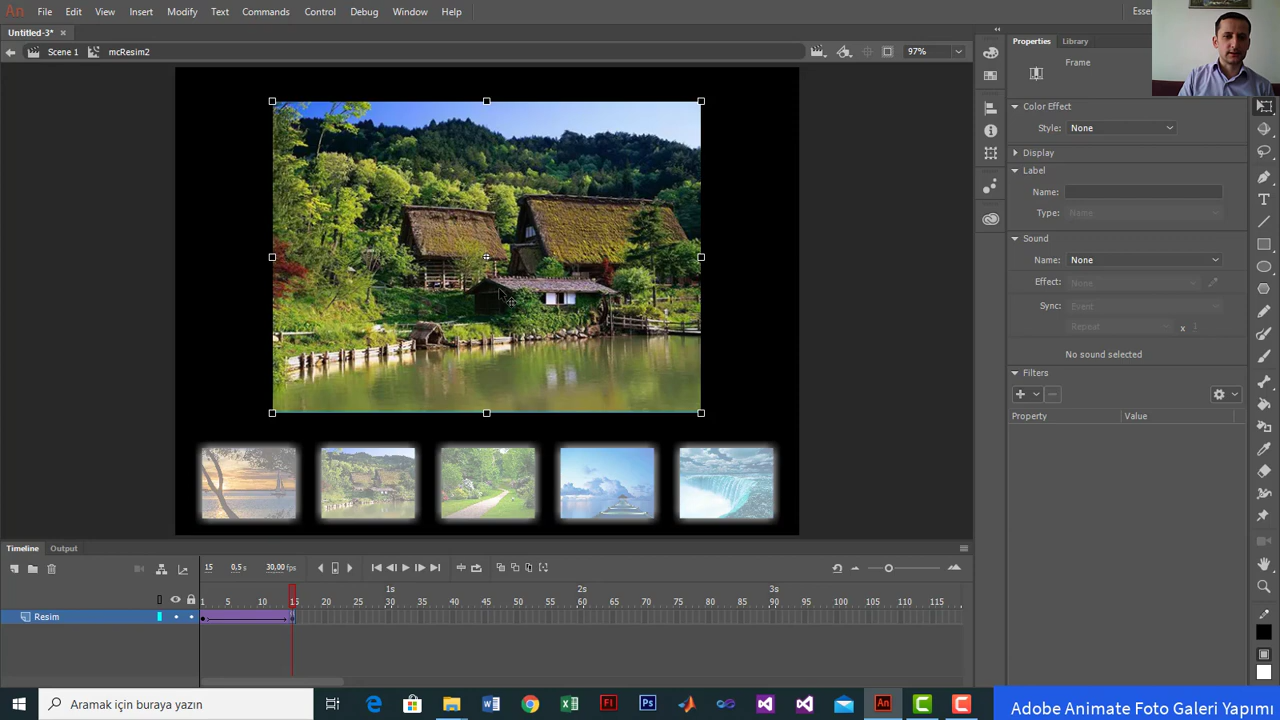 An File Edit View Insert Modify Text Commands Control Debug Window Help Essen
Untitled-3* ×
Scene 1 mcResim2 97%
Properties Library
Frame
Color Effect
Style: None
Display
Label
Name:
Type: Name
Sound
Name: None
Effect: None
Sync: Event
Repeat x
No sound selected
Filters
Property Value
Timeline Output
15 0.5 s 30.00 fps
1s 2s 3s
1 5 10 15 20 25 30 35 40 45 50 55 60 65 70 75 80 85 90 95 100 105 110 115
Resim
Aramak için buraya yazın
Adobe Animate Foto Galeri Yapımı